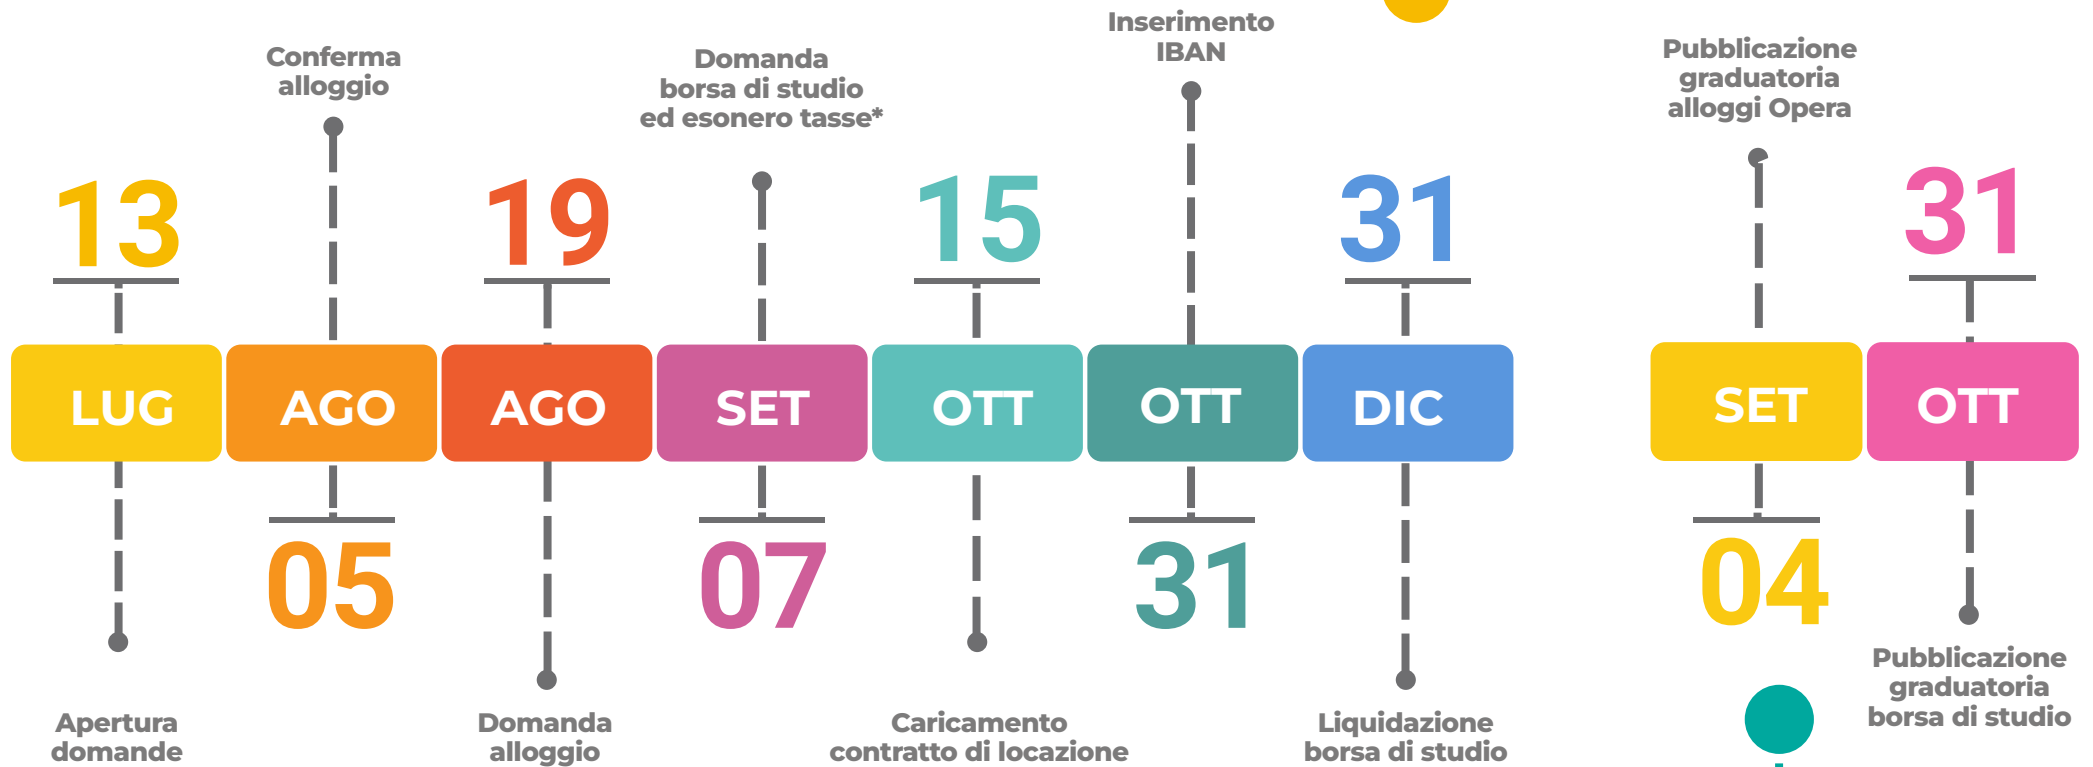 Inserimento
IBAN
Conferma
alloggio
Domanda
borsa di studio
ed esonero tasse*
Pubblicazione
graduatoria
alloggi Opera
13
19
15
31
31
LUG
AGO
AGO
SET
OTT
OTT
DIC
SET
OTT
05
07
31
04
Apertura
domande
Domanda
alloggio
Caricamento
contratto di locazione
Liquidazione
borsa di studio
Pubblicazione
graduatoria
borsa di studio